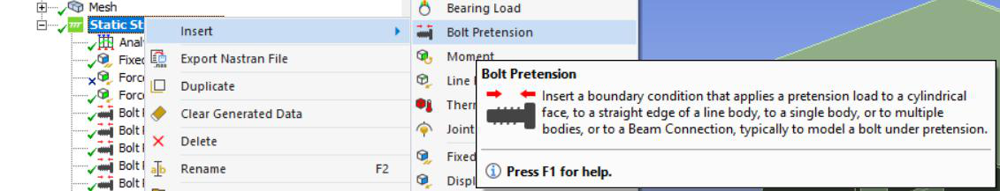 Mesh
Static St
Anal
Fixed
Forc
Forc
Bolt
Bolt
Bolt
Bolt
Bolt
Insert
Export Nastran File
.nas
Duplicate
Clear Generated Data
Delete
Rename F2
Bearing Load
Bolt Pretension
Moment
Line
Therr
Joint
Fixed
Displ
Bolt Pretension
Insert a boundary condition that applies a pretension load to a cylindrical
face, to a straight edge of a line body, to a single body, or to multiple
bodies, or to a Beam Connection, typically to model a bolt under pretension.
Press F1 for help.